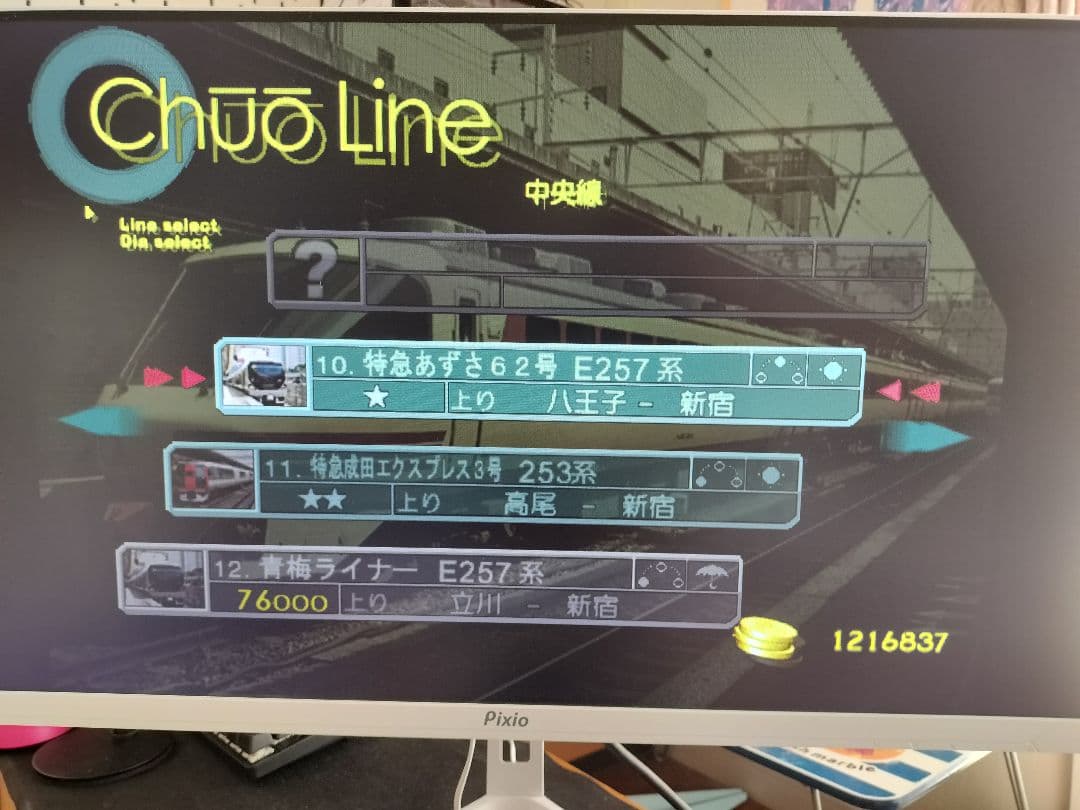 Chūō Line
中央線
Line select
Dia select
?
10. 特急あずさ62号 E257系
★ 上り 八王子 - 新宿
11. 特急成田エクスプレス3号 253系
★★ 上り 高尾 - 新宿
12. 青梅ライナー E257系
76000 上り 立川 - 新宿
1216837
Pixio
marble